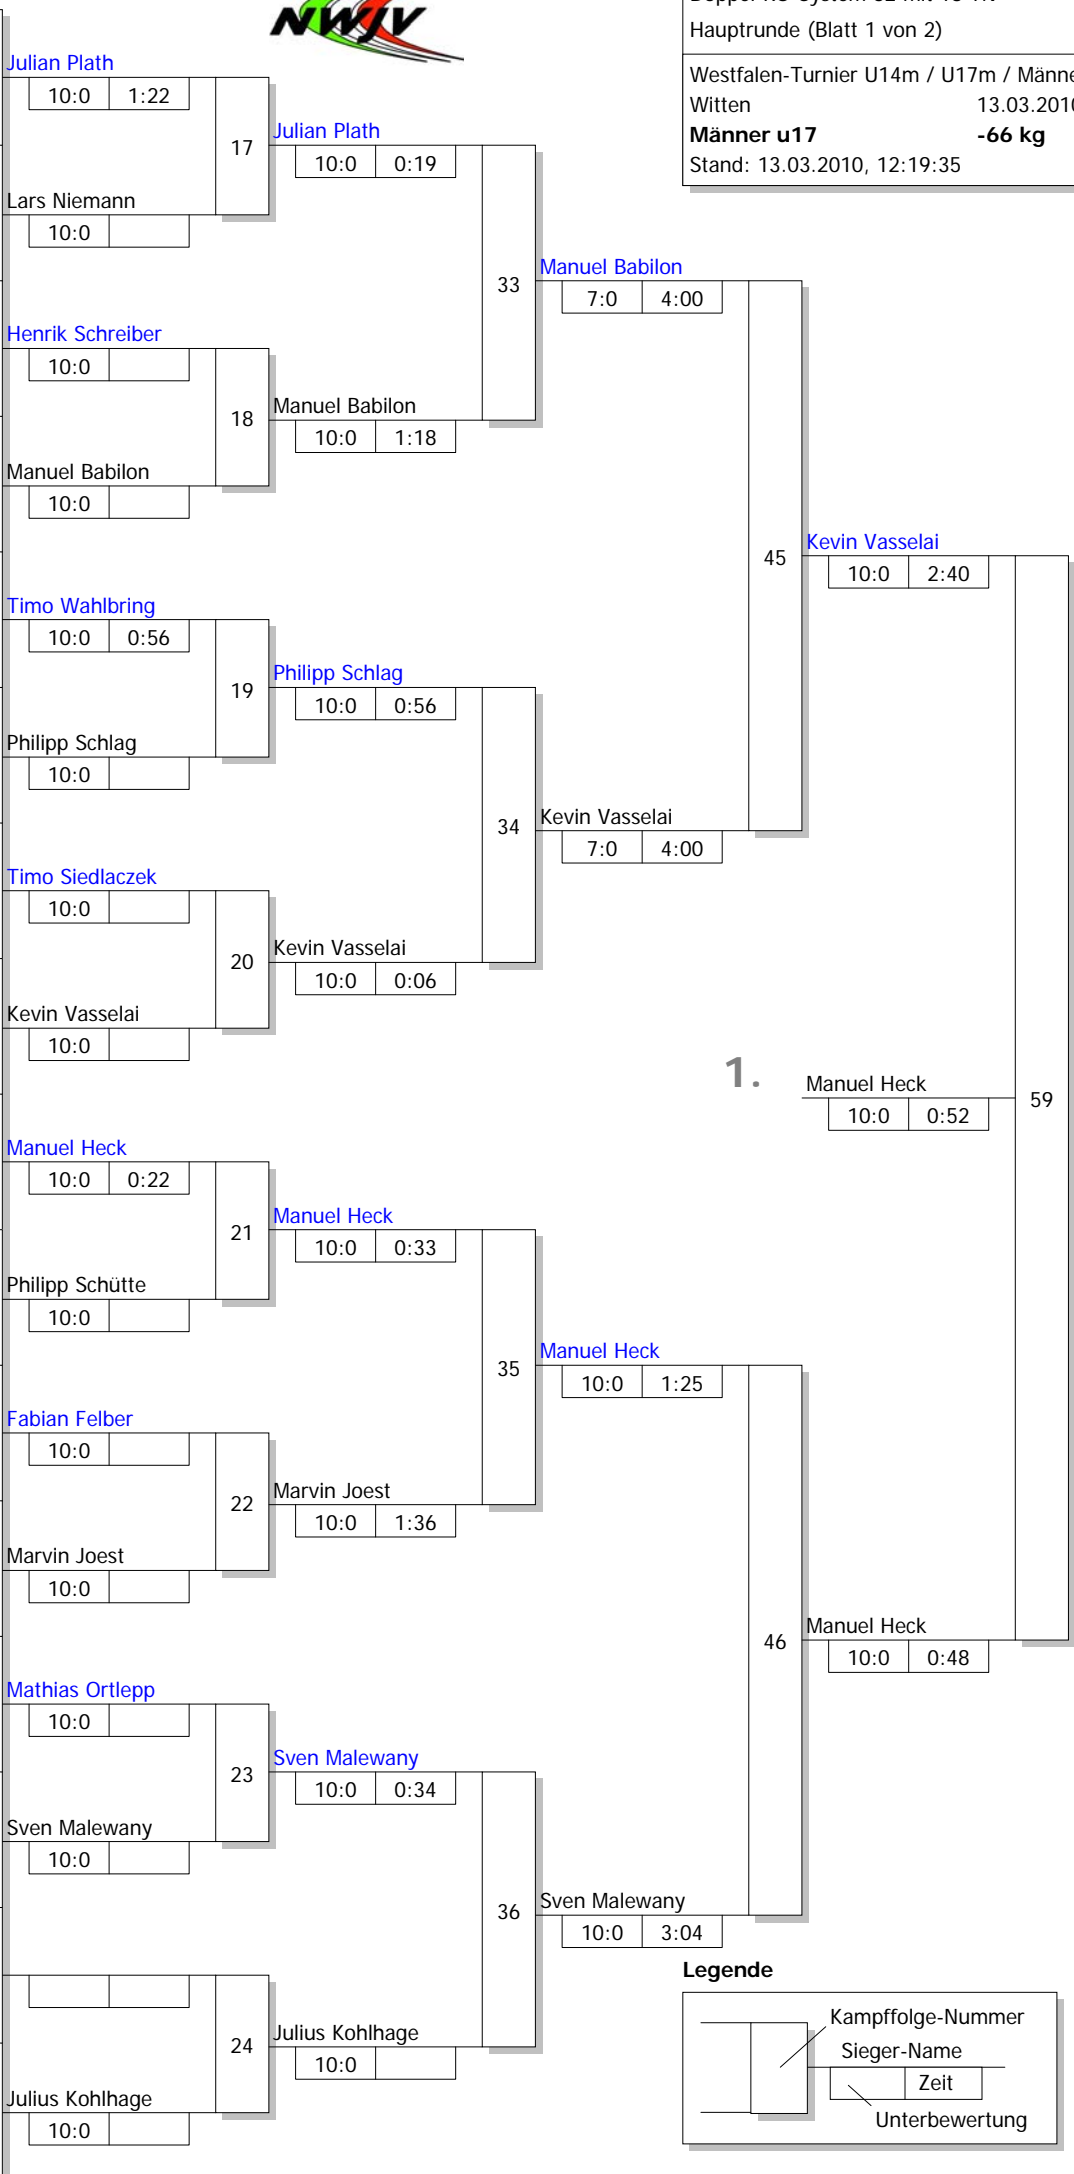 NWJV
Hauptrunde (Blatt 1 von 2)
Westfalen-Turnier U14m / U17m /
Witten 13.03.2010
Männer u17 -66 kg
Stand: 13.03.2010, 12:19:35
Julian Plath
10:0 1:22
17
Julian Plath
10:0 0:19
Lars Niemann
10:0
33
Manuel Babilon
7:0 4:00
Henrik Schreiber
10:0
18
Manuel Babilon
10:0 1:18
Manuel Babilon
10:0
45
Kevin Vasselai
10:0 2:40
Timo Wahlbring
10:0 0:56
19
Philipp Schlag
10:0 0:56
Philipp Schlag
10:0
34
Kevin Vasselai
7:0 4:00
Timo Siedlaczek
10:0
20
Kevin Vasselai
10:0 0:06
Kevin Vasselai
10:0
1.
Manuel Heck
10:0 0:52
59
Manuel Heck
10:0 0:22
21
Manuel Heck
10:0 0:33
Philipp Schütte
10:0
35
Manuel Heck
10:0 1:25
Fabian Felber
10:0
22
Marvin Joest
10:0 1:36
Marvin Joest
10:0
46
Manuel Heck
10:0 0:48
Mathias Ortlepp
10:0
23
Sven Malewany
10:0 0:34
Sven Malewany
10:0
36
Sven Malewany
10:0 3:04
24
Julius Kohlhage
10:0
Julius Kohlhage
10:0
Legende
Kampffolge-Nummer
Sieger-Name
Zeit
Unterbewertung